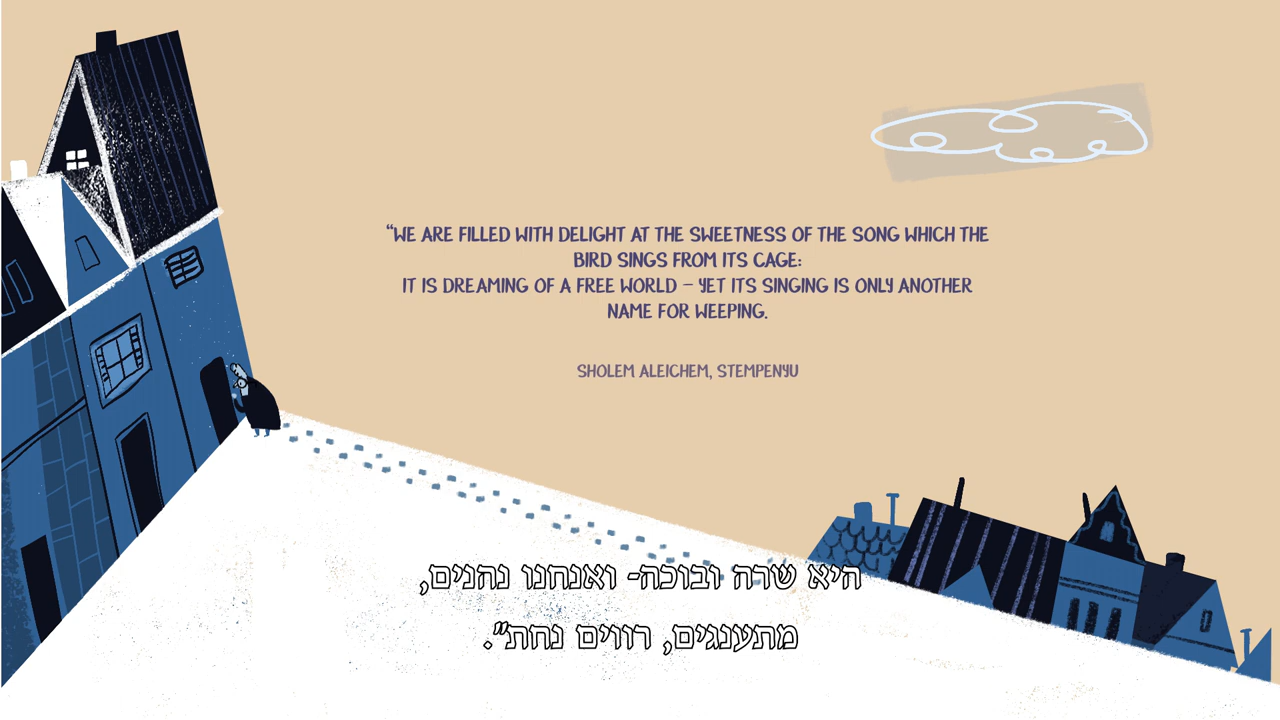 “WE ARE FILLED WITH DELIGHT AT THE SWEETNESS OF THE SONG WHICH THE
BIRD SINGS FROM ITS CAGE:
IT IS DREAMING OF A FREE WORLD – YET ITS SINGING IS ONLY ANOTHER
NAME FOR WEEPING.
SHOLEM ALEICHEM, STEMPENYU
היא שרה ובוכה- ואנחנו נהנים,
מתענגים, רווים נחת".